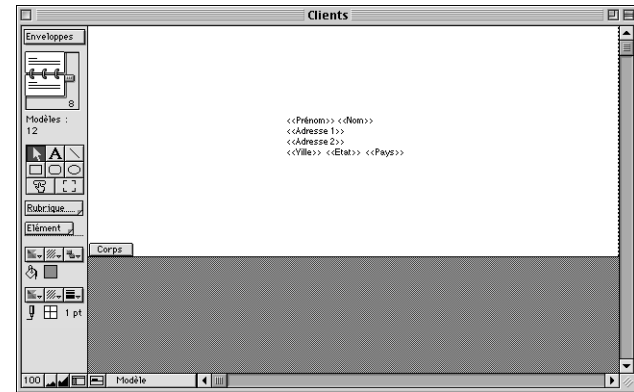 Clients
Enveloppes
8
Modèles :
12
A
Rubrique
Elément
1 pt
<<Prénom>> <<Nom>>
<<Adresse 1>>
<<Adresse 2>>
<<Ville>> <<Etat>> <<Pays>>
Corps
100
Modèle